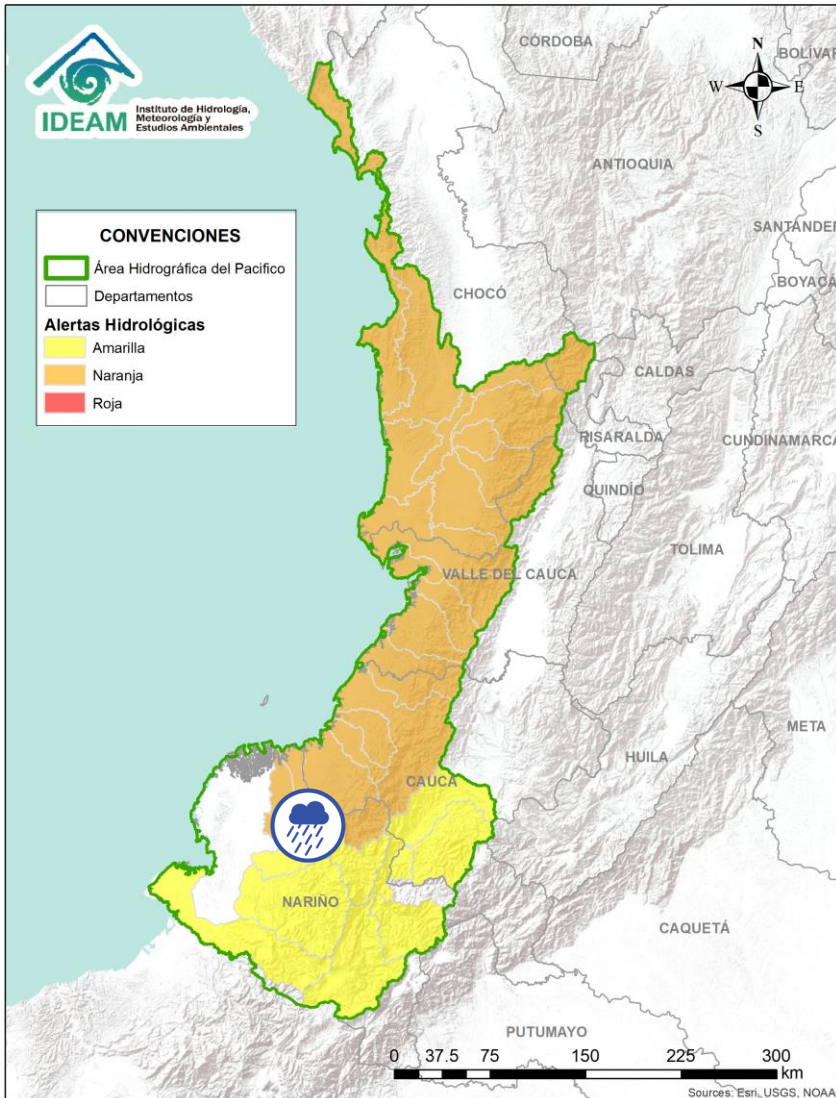 IDEAM
Instituto de Hidrología,
Meteorología y
Estudios Ambientales
CÓRDOBA
BOLÍVAR
N
W
E
S
ANTIOQUIA
SANTANDER
BOYACÁ
CONVENCIONES
Área Hidrográfica del Pacifico
Departamentos
Alertas Hidrológicas
Amarilla
Naranja
Roja
CHOCÓ
CALDAS
RISARALDA
CUNDINAMARCA
QUINDÍO
TOLIMA
VALLE DEL CAUCA
META
HUILA
CAUCA
NARIÑO
CAQUETÁ
PUTUMAYO
0 37.5 75 150 225 300
km
Sources: Esri, USGS, NOAA